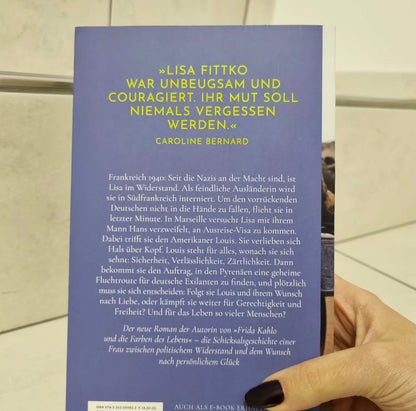 »LISA FITTKO
WAR UNBEUGSAM UND
COURAGIERT. IHR MUT SOLL
NIEMALS VERGESSEN
WERDEN.«
CAROLINE BERNARD
Frankreich 1940: Seit die Nazis an der Macht sind, ist
Lisa im Widerstand. Als feindliche Ausländerin wird
sie in Südfrankreich interniert. Um den vorrückenden
Deutschen nicht in die Hände zu fallen, flieht sie in
letzter Minute. In Marseille versucht Lisa mit ihrem
Mann Hans verzweifelt, an Ausreise-Visa zu kommen.
Dabei trifft sie den Amerikaner Louis. Sie verlieben sich
Hals über Kopf. Louis steht für alles, wonach sie sich
sehnt: Sicherheit, Verlässlichkeit, Zärtlichkeit. Dann
bekommt sie den Auftrag, in den Pyrenäen eine geheime
Fluchtroute für deutsche Exilanten zu finden, und plötzlich
muss sie sich entscheiden: Folgt sie Louis und ihrem Wunsch
nach Liebe, oder kämpft sie weiter für Gerechtigkeit und
Freiheit? Und für das Leben so vieler Menschen?
Der neue Roman der Autorin von »Frida Kahlo
und die Farben des Lebens« – die Schicksalsgeschichte einer
Frau zwischen politischem Widerstand und dem Wunsch
nach persönlichem Glück
AUCH ALS E-BOOK